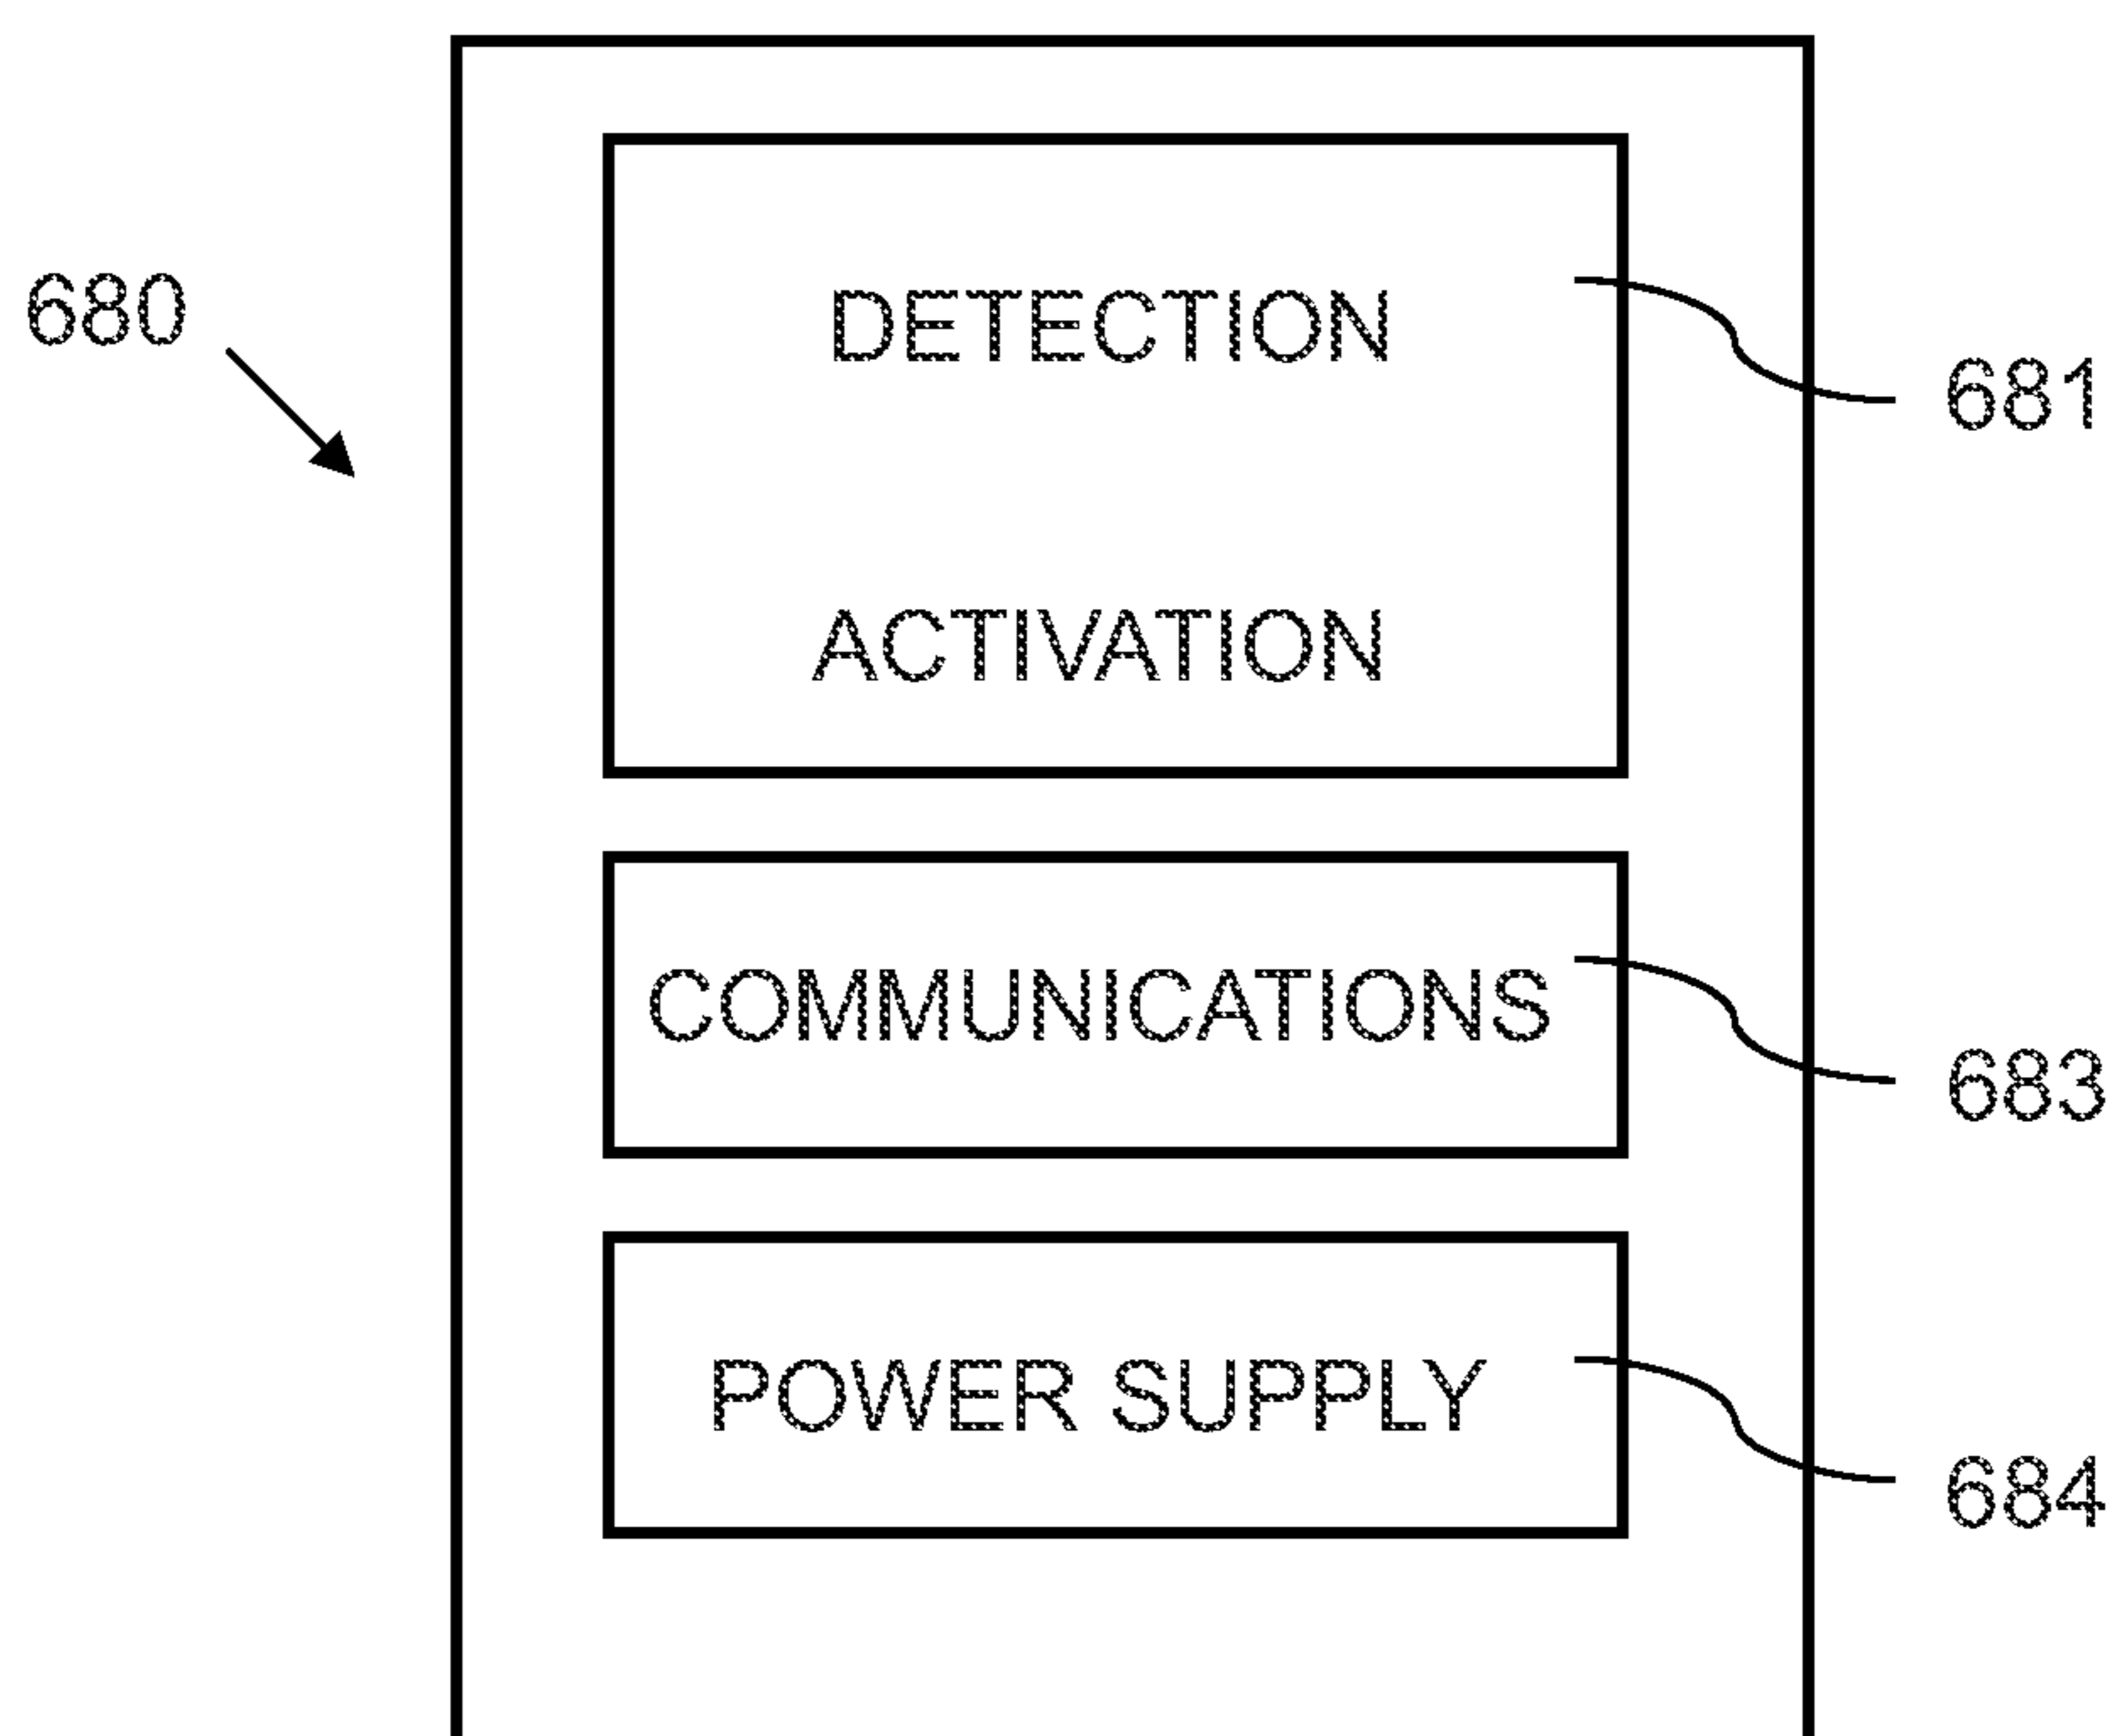 680
DETECTION
681
ACTIVATION
COMMUNICATIONS
683
POWER SUPPLY
684